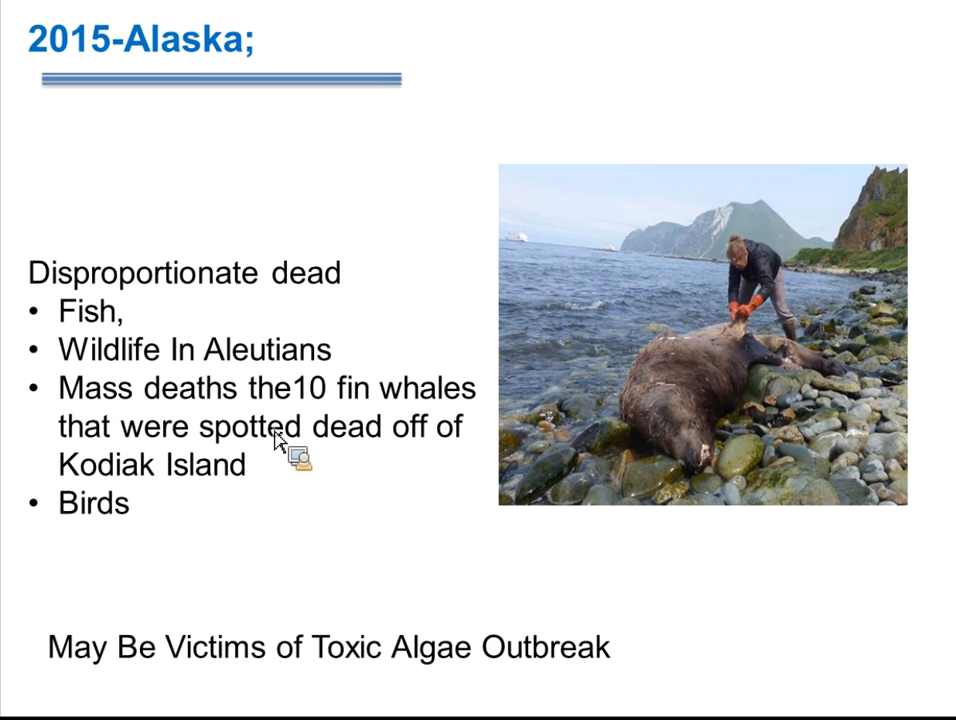 2015-Alaska;
Disproportionate dead
• Fish,
• Wildlife In Aleutians
• Mass deaths the10 fin whales
that were spotted dead off of
Kodiak Island
• Birds
May Be Victims of Toxic Algae Outbreak